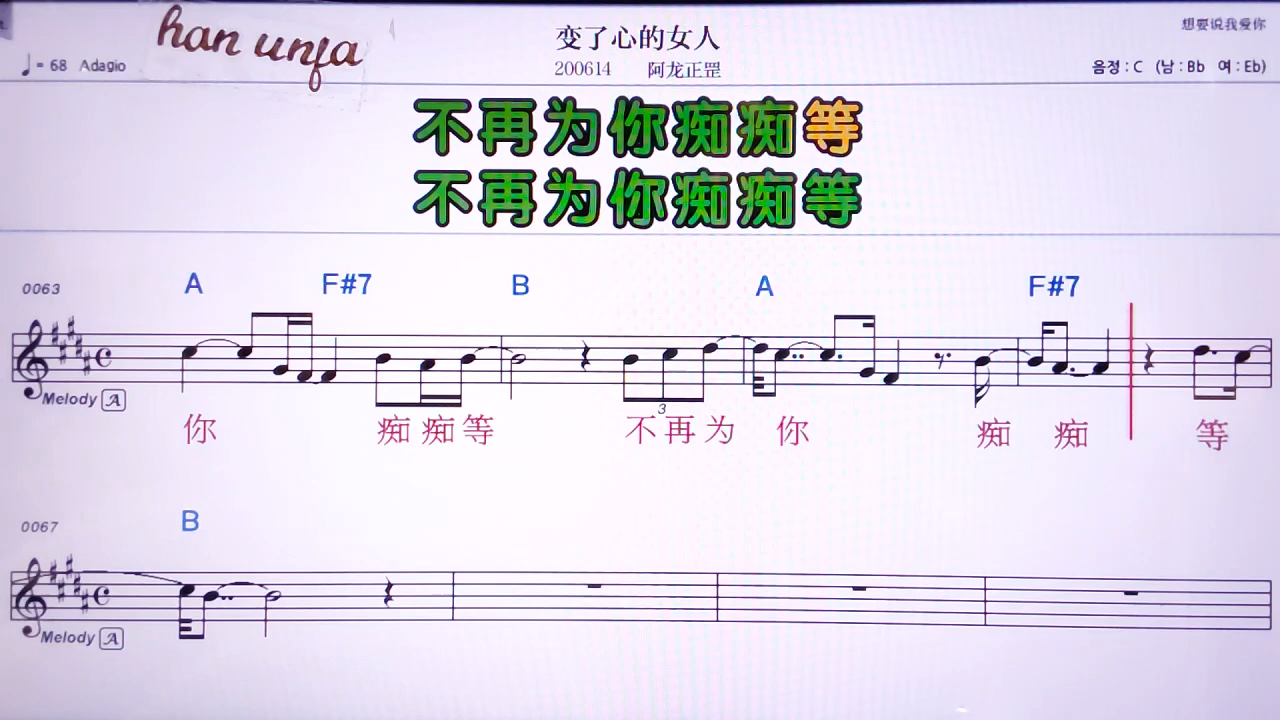 han unfa
变了心的女人
想要说我爱你
♩= 68 Adagio
200614 阿龙正罡
음정 : C (남 : Bb 여 : Eb)
不再为你痴痴等
不再为你痴痴等
0063 A F#7 B A F#7
Melody A
你 痴 痴 等 不 再 为 你 痴 痴 等
3
0067 B
Melody A